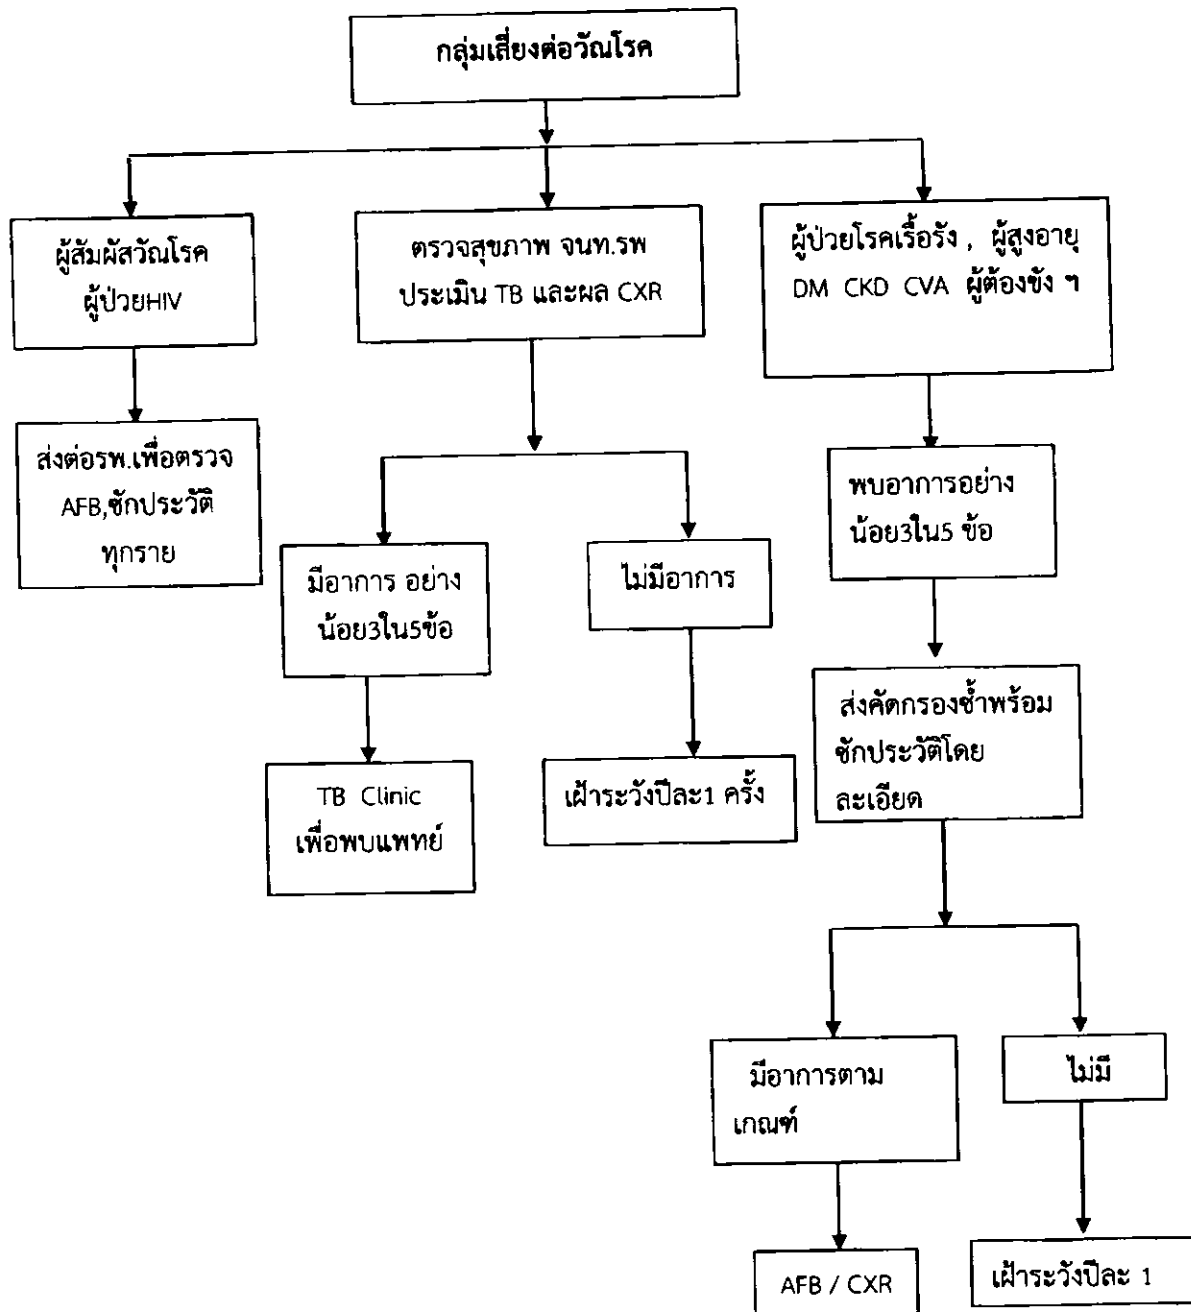 กลุ่มเสี่ยงต่อวัณโรค
ผู้สัมผัสวัณโรค
ผู้ป่วยHIV
ตรวจสุขภาพ จนท.รพ
ประเมิน TB และผล CXR
ผู้ป่วยโรคเรื้อรัง , ผู้สูงอายุ
DM CKD CVA ผู้ต้องขัง ฯ
ส่งต่อรพ.เพื่อตรวจ
AFB,ซักประวัติ
ทุกราย
มีอาการ อย่าง
น้อย3ใน5ข้อ
ไม่มีอาการ
พบอาการอย่าง
น้อย3ใน5 ข้อ
TB Clinic
เพื่อพบแพทย์
เฝ้าระวังปีละ1 ครั้ง
ส่งคัดกรองซ้ำพร้อม
ซักประวัติโดย
ละเอียด
มีอาการตาม
เกณฑ์
ไม่มี
AFB / CXR
เฝ้าระวังปีละ 1